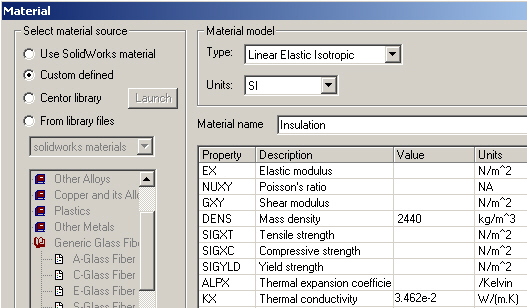 Material
Select material source
Use SolidWorks material
Custom defined
Centor library
Launch
From library files
solidworks materials
Other Alloys
Copper and its Allo
Plastics
Other Metals
Generic Glass Fibe
A-Glass Fiber
C-Glass Fiber
E-Glass Fiber
S-Glass Fiber
Material model
Type: Linear Elastic Isotropic
Units: SI
Material name Insulation
Property Description Value Units
EX Elastic modulus N/m^2
NUXY Poisson's ratio NA
GXY Shear modulus N/m^2
DENS Mass density 2440 kg/m^3
SIGXT Tensile strength N/m^2
SIGXC Compressive strength N/m^2
SIGYLD Yield strength N/m^2
ALPX Thermal expansion coefficie /Kelvin
KX Thermal conductivity 3.462e-2 W/(m.K)